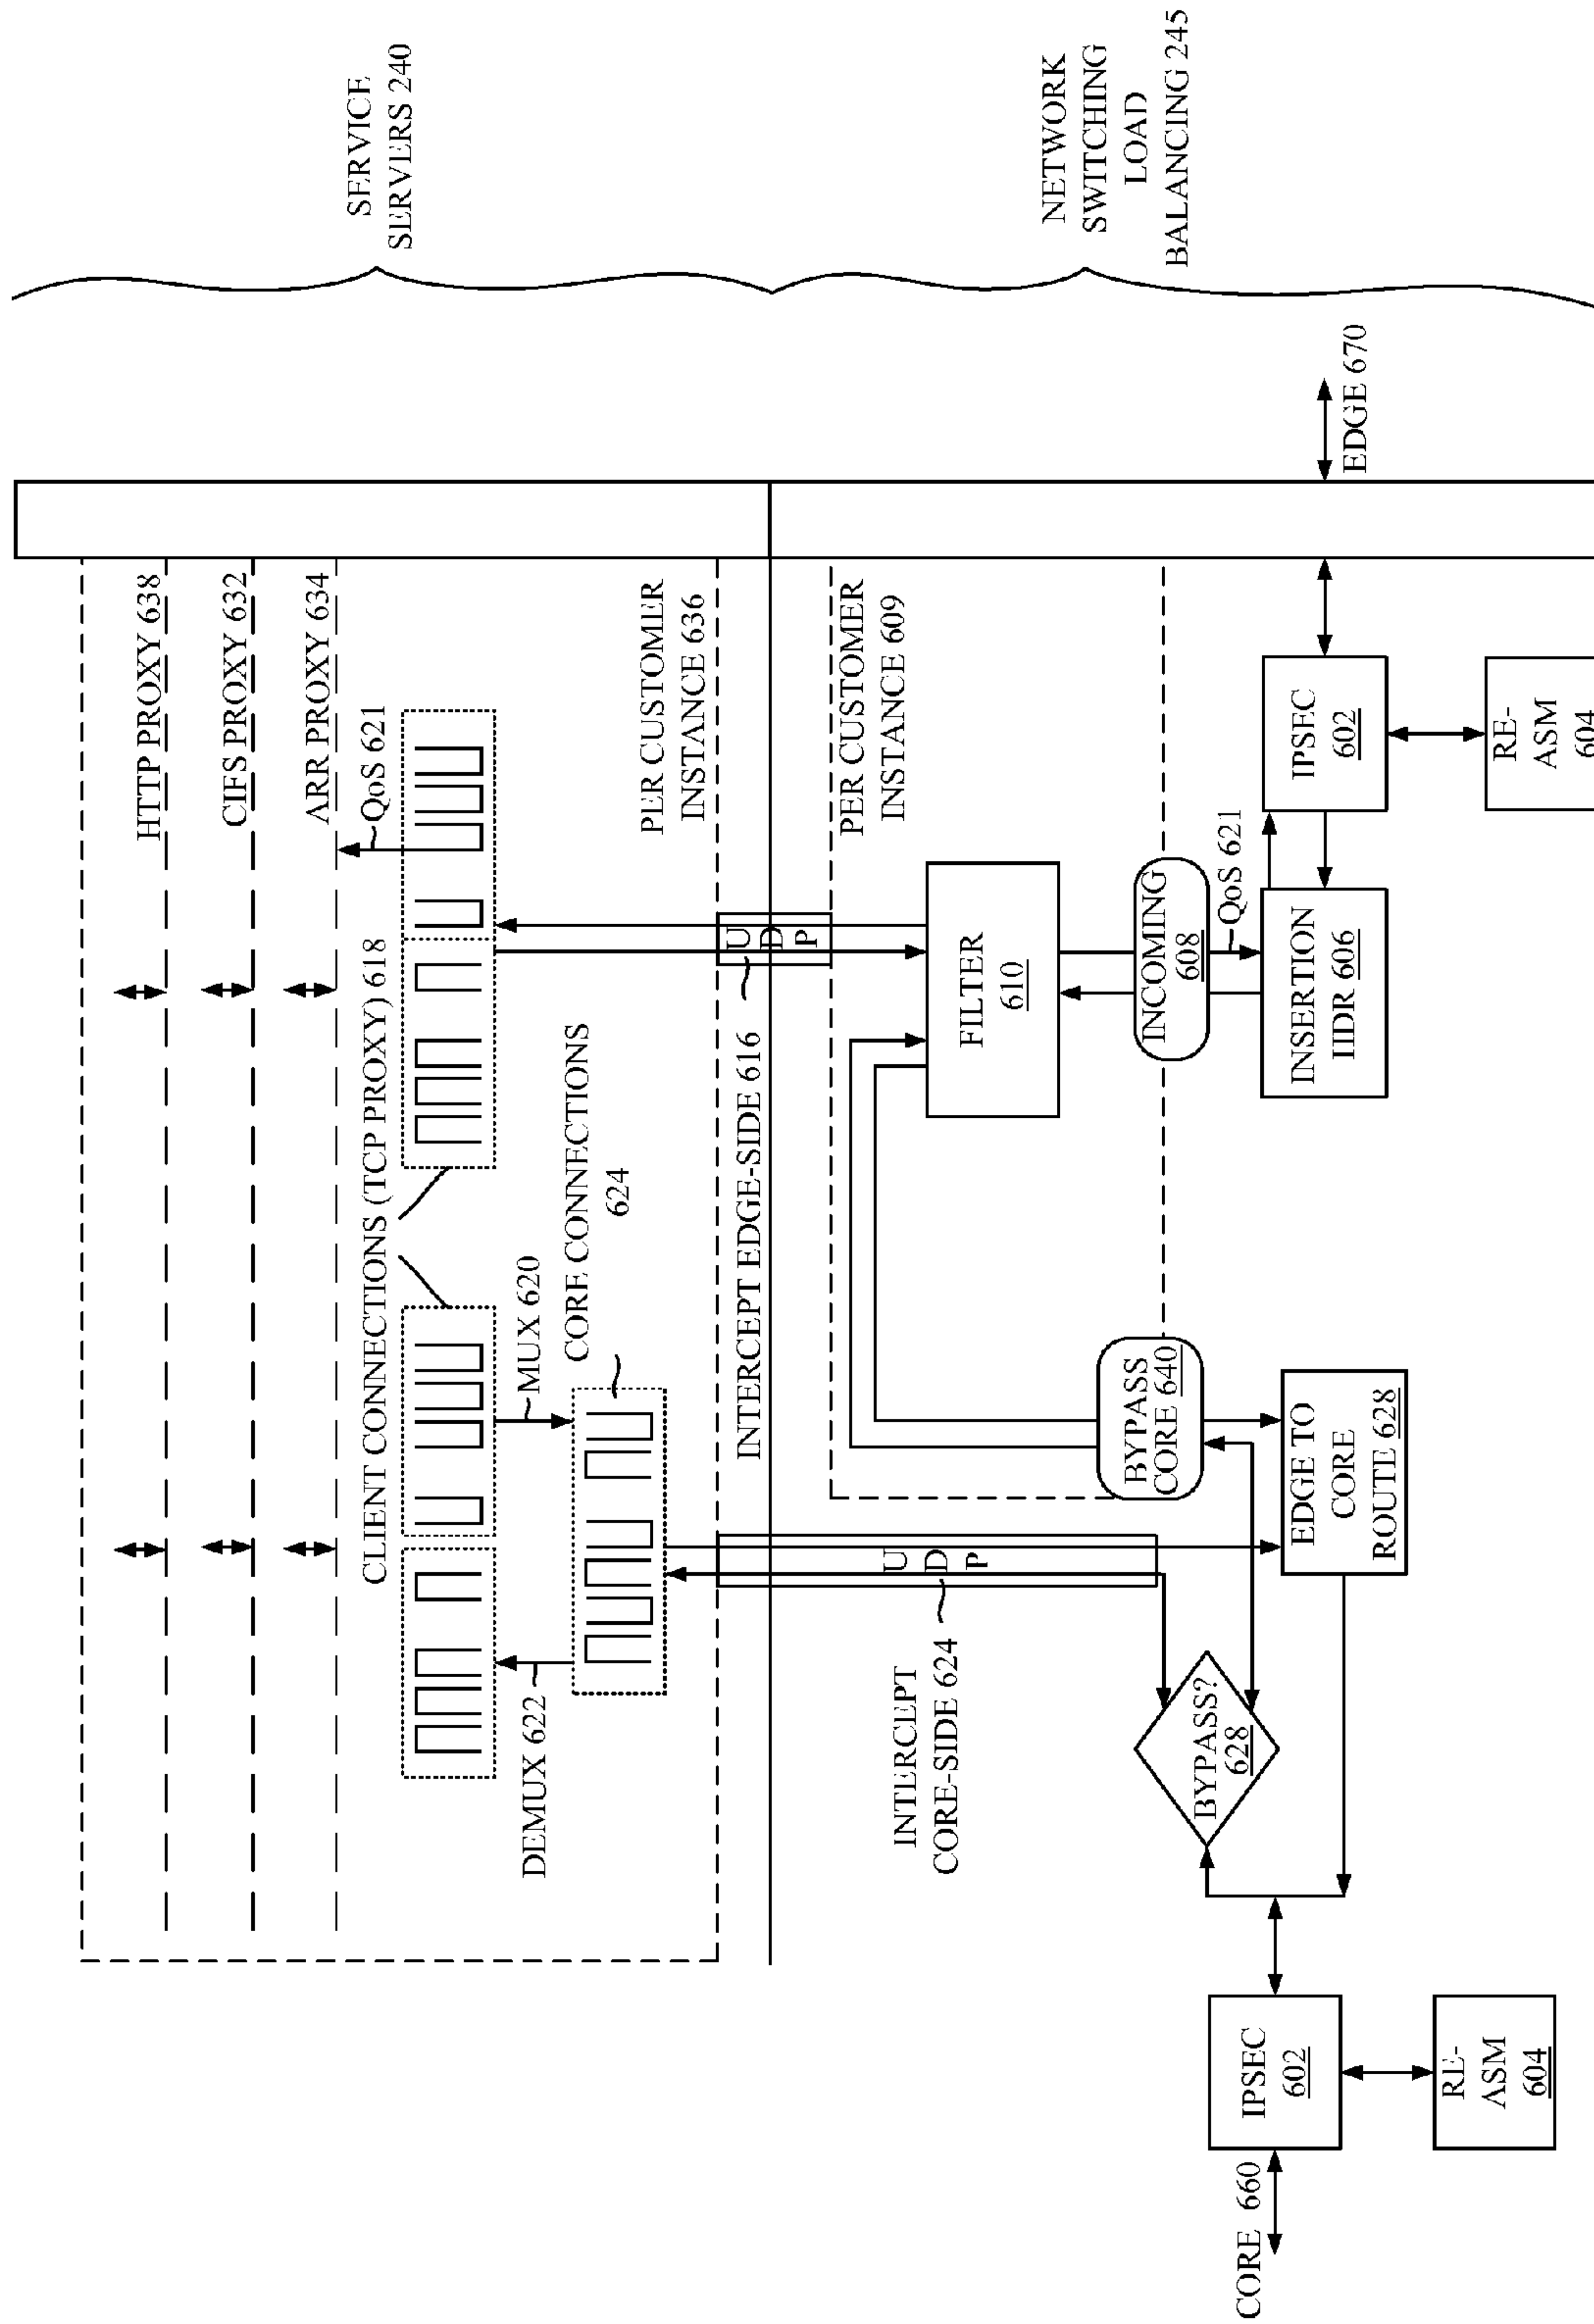 SERVICE
SERVERS 240
HTTP PROXY 638
CIFS PROXY 632
ARR PROXY 634
QoS 621
CLIENT CONNECTIONS (TCP PROXY) 618
MUX 620
DEMUX 622
CORE CONNECTIONS
624
PER CUSTOMER
INSTANCE 636
INTERCEPT EDGE-SIDE 616
U
D
P
NETWORK
SWITCHING
LOAD
BALANCING 245
PER CUSTOMER
INSTANCE 609
INTERCEPT
CORE-SIDE 624
U
D
P
FILTER
610
BYPASS
CORE 640
INCOMING
608
QoS 621
BYPASS?
628
EDGE TO
CORE
ROUTE 628
INSERTION
HDR 606
IPSEC
602
EDGE 670
RE-
ASM
604
CORE 660
IPSEC
602
RE-
ASM
604